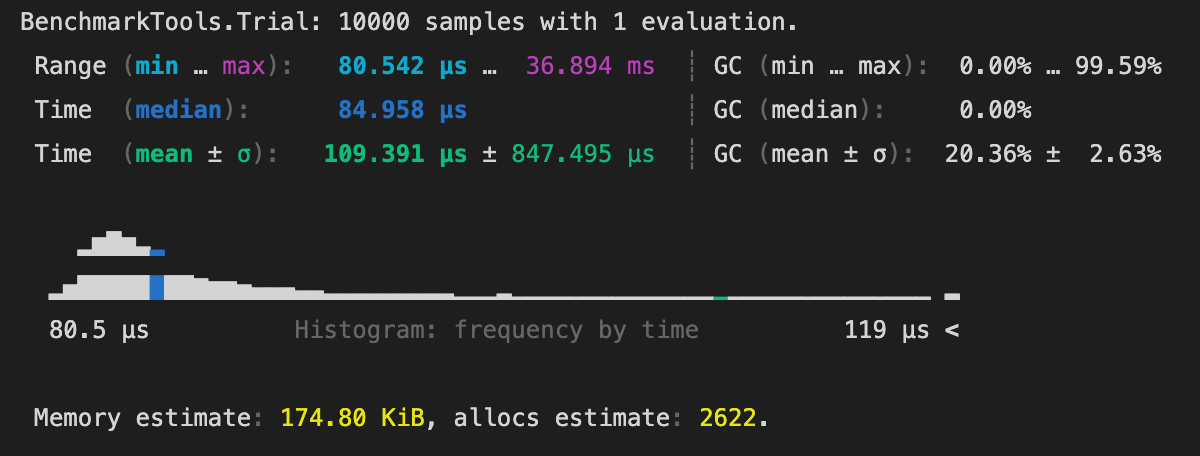 BenchmarkTools.Trial: 10000 samples with 1 evaluation.
Range (min … max): 80.542 μs … 36.894 ms ┊ GC (min … max): 0.00% … 99.59%
Time (median): 84.958 μs ┊ GC (median): 0.00%
Time (mean ± σ): 109.391 μs ± 847.495 μs ┊ GC (mean ± σ): 20.36% ± 2.63%
80.5 μs Histogram: frequency by time 119 μs <
Memory estimate: 174.80 KiB, allocs estimate: 2622.